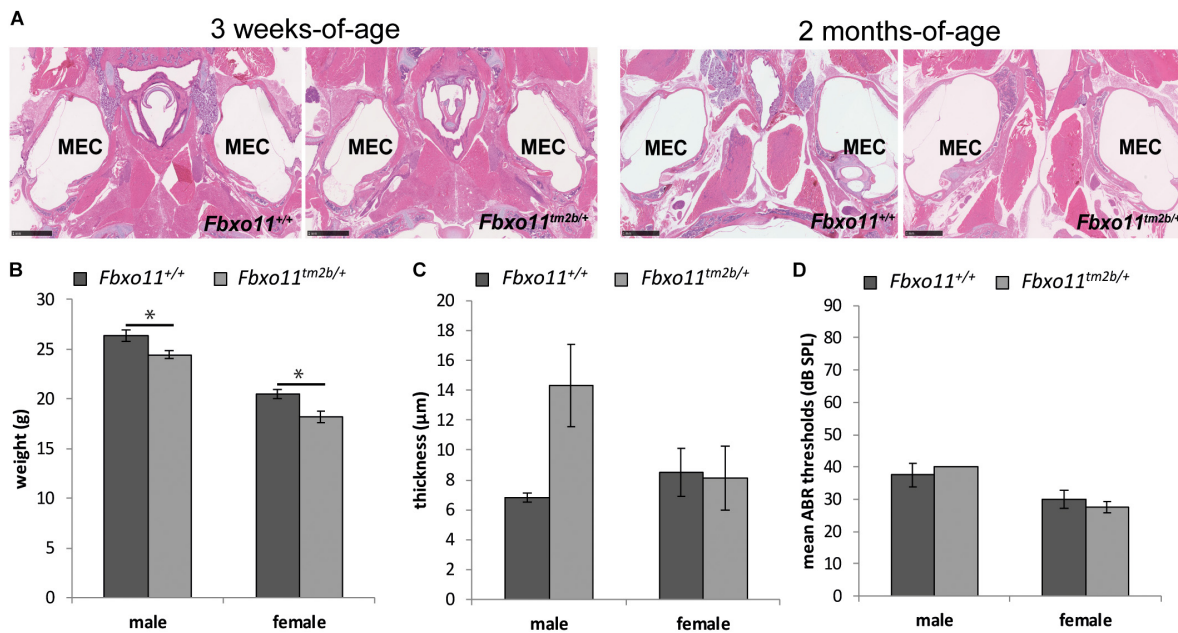 A
3 weeks-of-age
2 months-of-age
MEC MEC MEC MEC
Fbxo11+/+ Fbxo11tm2b/+
MEC MEC MEC MEC
Fbxo11+/+ Fbxo11tm2b/+
B
Fbxo11+/+ Fbxo11tm2b/+
weight (g)
30
25
20
15
10
5
0
* *
male female
C
Fbxo11+/+ Fbxo11tm2b/+
thickness (µm)
20
18
16
14
12
10
8
6
4
2
0
male female
D
Fbxo11+/+ Fbxo11tm2b/+
mean ABR thresholds (dB SPL)
90
80
70
60
50
40
30
20
10
0
male female